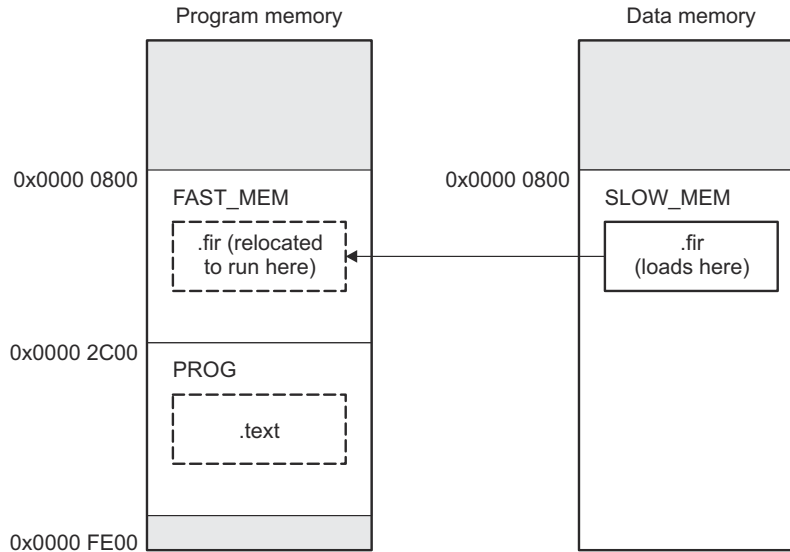 Program memory
Data memory
0x0000 0800
FAST_MEM
.fir (relocated
to run here)
0x0000 2C00
PROG
.text
0x0000 FE00
0x0000 0800
SLOW_MEM
.fir
(loads here)